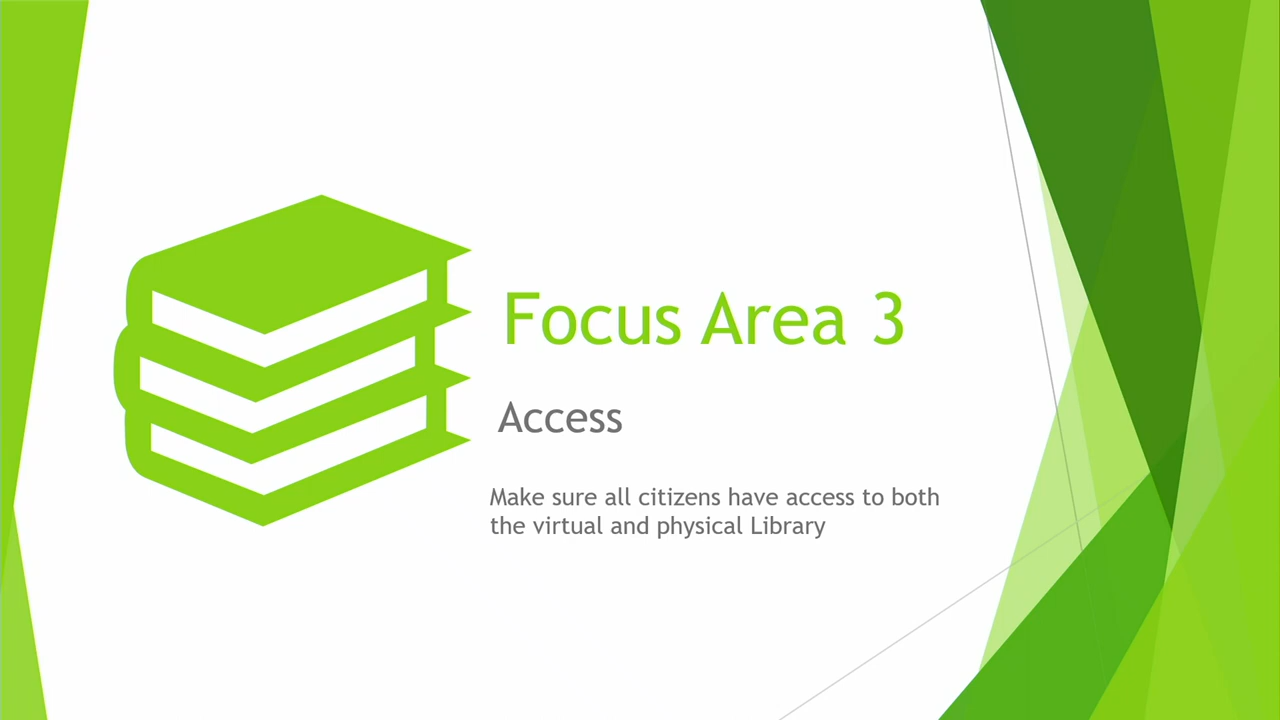 Focus Area 3
Access
Make sure all citizens have access to both
the virtual and physical Library